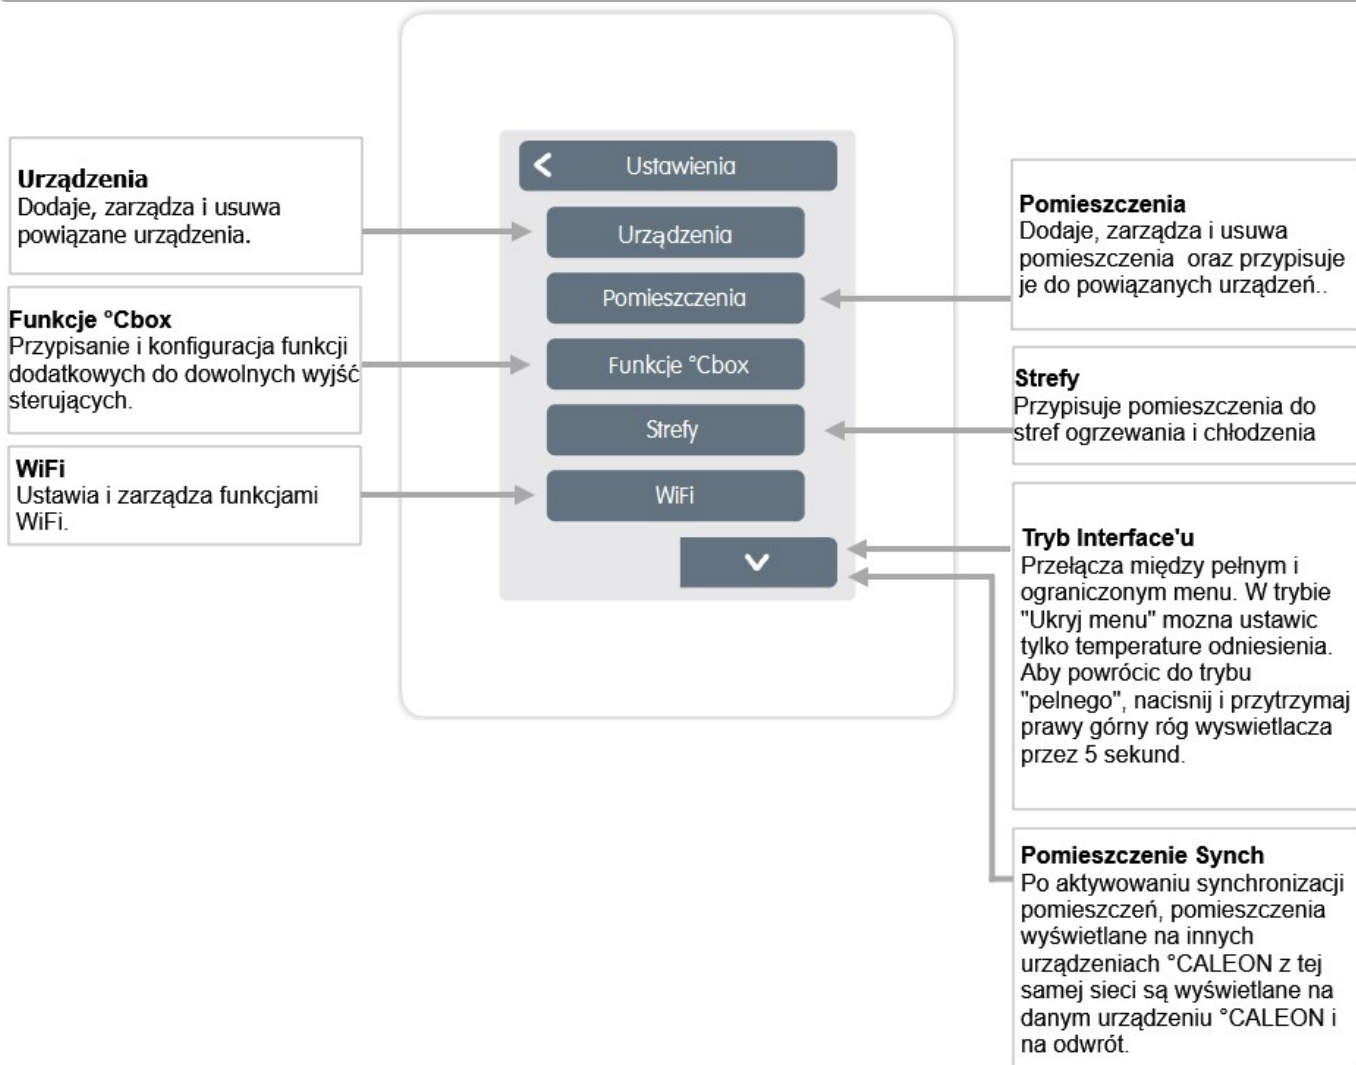 Urządzenia
Dodaje, zarządza i usuwa
powiązane urządzenia.
Funkcje °Cbox
Przypisanie i konfiguracja funkcji
dodatkowych do dowolnych wyjść
sterujących.
WiFi
Ustawia i zarządza funkcjami
WiFi.
Ustawienia
Urządzenia
Pomieszczenia
Funkcje °Cbox
Strefy
WiFi
Pomieszczenia
Dodaje, zarządza i usuwa
pomieszczenia oraz przypisuje
je do powiązanych urządzeń..
Strefy
Przypisuje pomieszczenia do
stref ogrzewania i chłodzenia
Tryb Interface'u
Przełącza między pełnym i
ograniczonym menu. W trybie
"Ukryj menu" mozna ustawic
tylko temperature odniesienia.
Aby powrócic do trybu
"pelnego", nacisnij i przytrzymaj
prawy górny róg wyswietlacza
przez 5 sekund.
Pomieszczenie Synch
Po aktywowaniu synchronizacji
pomieszczeń, pomieszczenia
wyświetlane na innych
urządzeniach °CALEON z tej
samej sieci są wyświetlane na
danym urządzeniu °CALEON i
na odwrót.